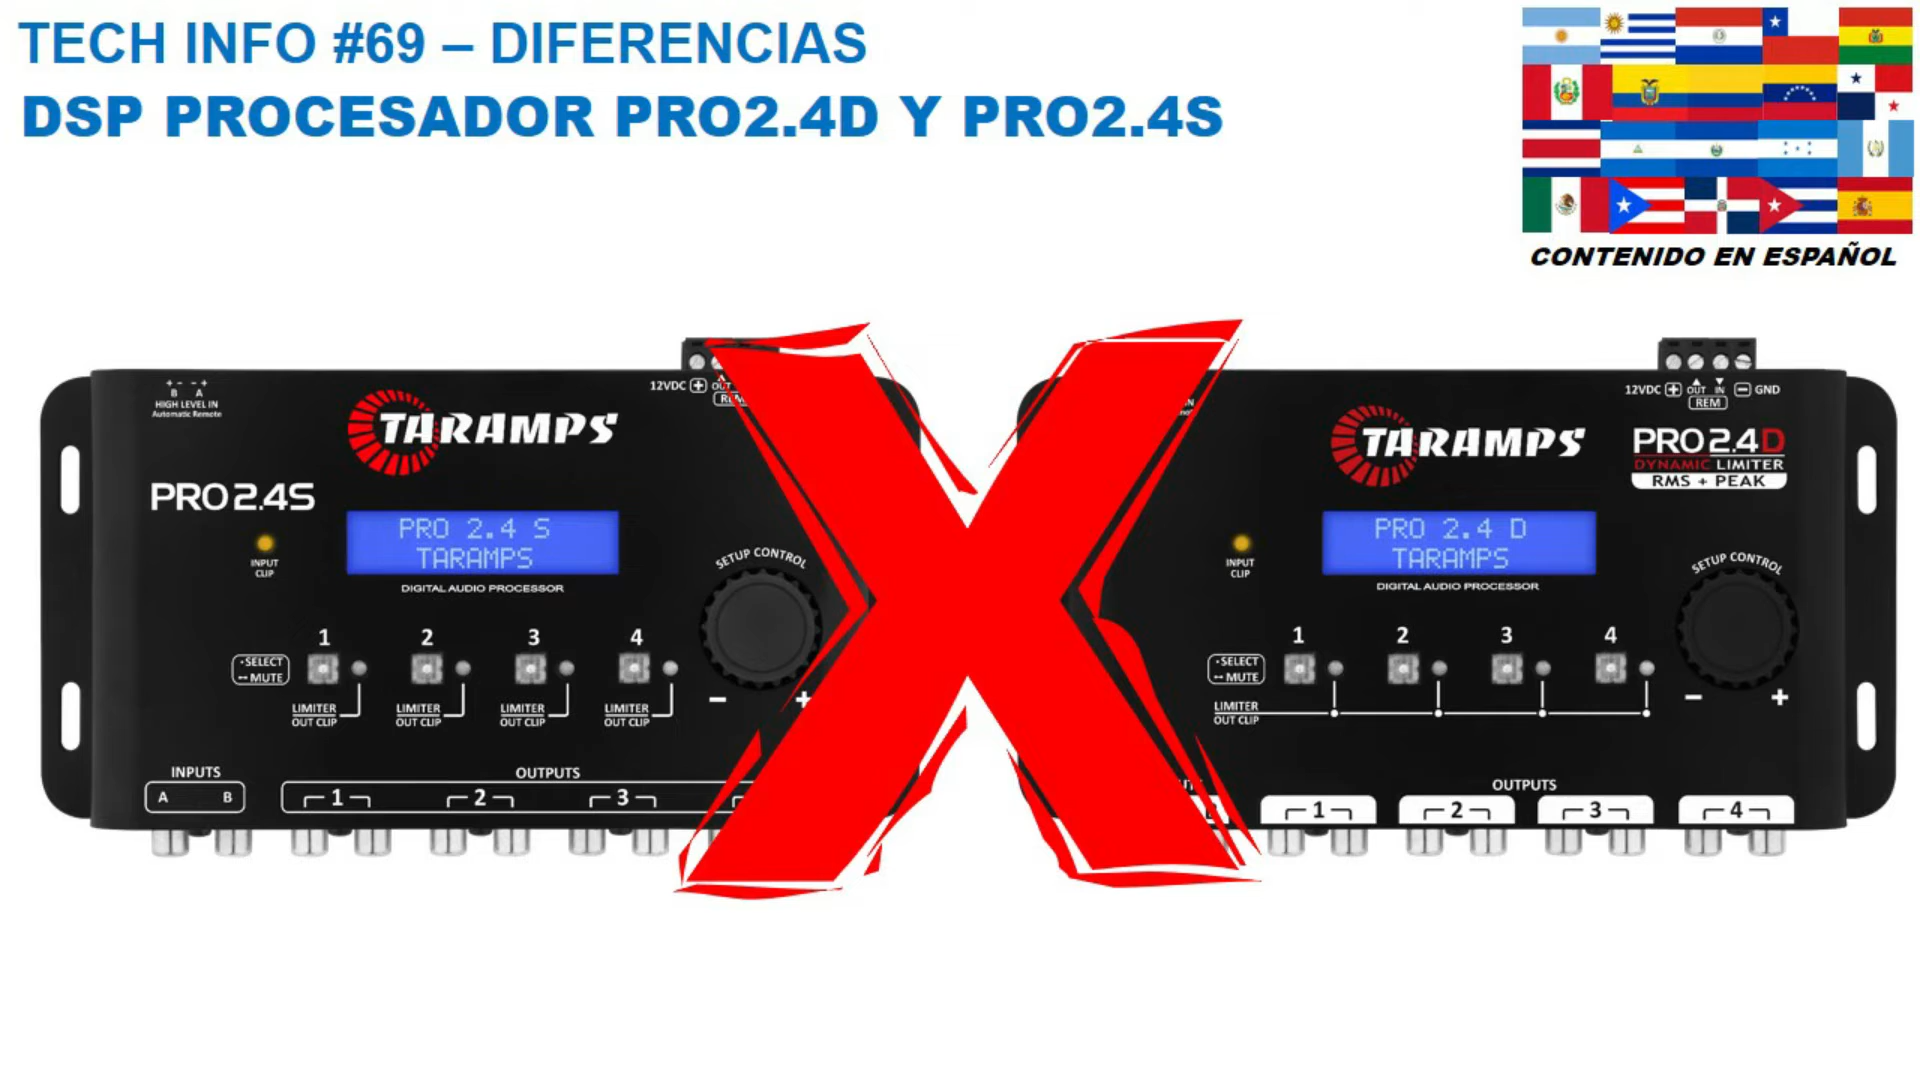 TECH INFO #69 – DIFERENCIAS
DSP PROCESADOR PRO2.4D Y PRO2.4S
CONTENIDO EN ESPAÑOL
+ - - +
B A
HIGH LEVEL IN
Automatic Remote
12VDC + OUT
TARAMPS
PRO2.4S
PRO 2.4 S
TARAMPS
INPUT
CLIP
DIGITAL AUDIO PROCESSOR
SETUP CONTROL
1 2 3 4
SELECT
MUTE
LIMITER LIMITER LIMITER LIMITER
OUT CLIP OUT CLIP OUT CLIP OUT CLIP
- +
INPUTS
A B
OUTPUTS
1 2 3
12VDC + OUT IN - GND
REM
TARAMPS
PRO2.4D
DYNAMIC LIMITER
RMS + PEAK
PRO 2.4 D
TARAMPS
INPUT
CLIP
DIGITAL AUDIO PROCESSOR
SETUP CONTROL
1 2 3 4
SELECT
MUTE
LIMITER
OUT CLIP
- +
OUTPUTS
1 2 3 4